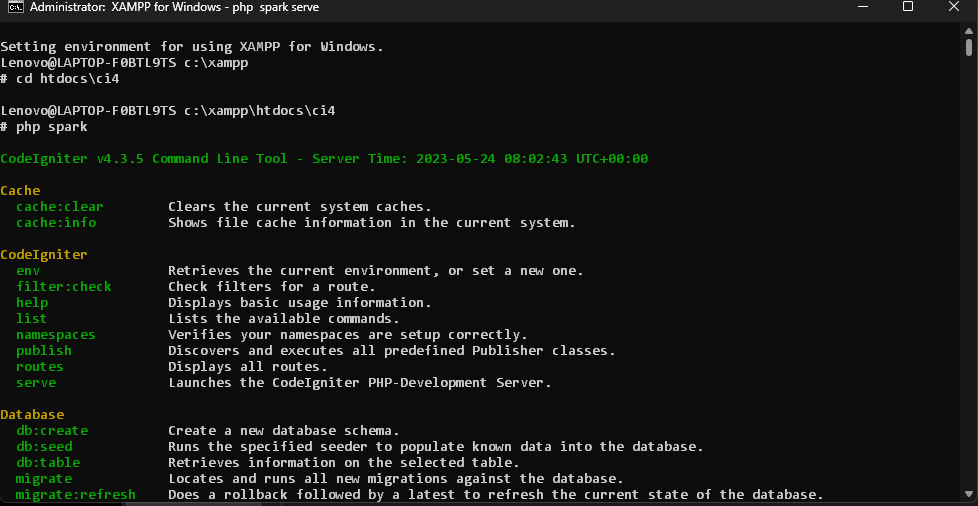 Administrator: XAMPP for Windows - php spark serve
Setting environment for using XAMPP for Windows.
Lenovo@LAPTOP-F0BTL9TS c:\xampp
# cd htdocs\ci4
Lenovo@LAPTOP-F0BTL9TS c:\xampp\htdocs\ci4
# php spark
CodeIgniter v4.3.5 Command Line Tool - Server Time: 2023-05-24 08:02:43 UTC+00:00
Cache
cache:clear Clears the current system caches.
cache:info Shows file cache information in the current system.
CodeIgniter
env Retrieves the current environment, or set a new one.
filter:check Check filters for a route.
help Displays basic usage information.
list Lists the available commands.
namespaces Verifies your namespaces are setup correctly.
publish Discovers and executes all predefined Publisher classes.
routes Displays all routes.
serve Launches the CodeIgniter PHP-Development Server.
Database
db:create Create a new database schema.
db:seed Runs the specified seeder to populate known data into the database.
db:table Retrieves information on the selected table.
migrate Locates and runs all new migrations against the database.
migrate:refresh Does a rollback followed by a latest to refresh the current state of the database.